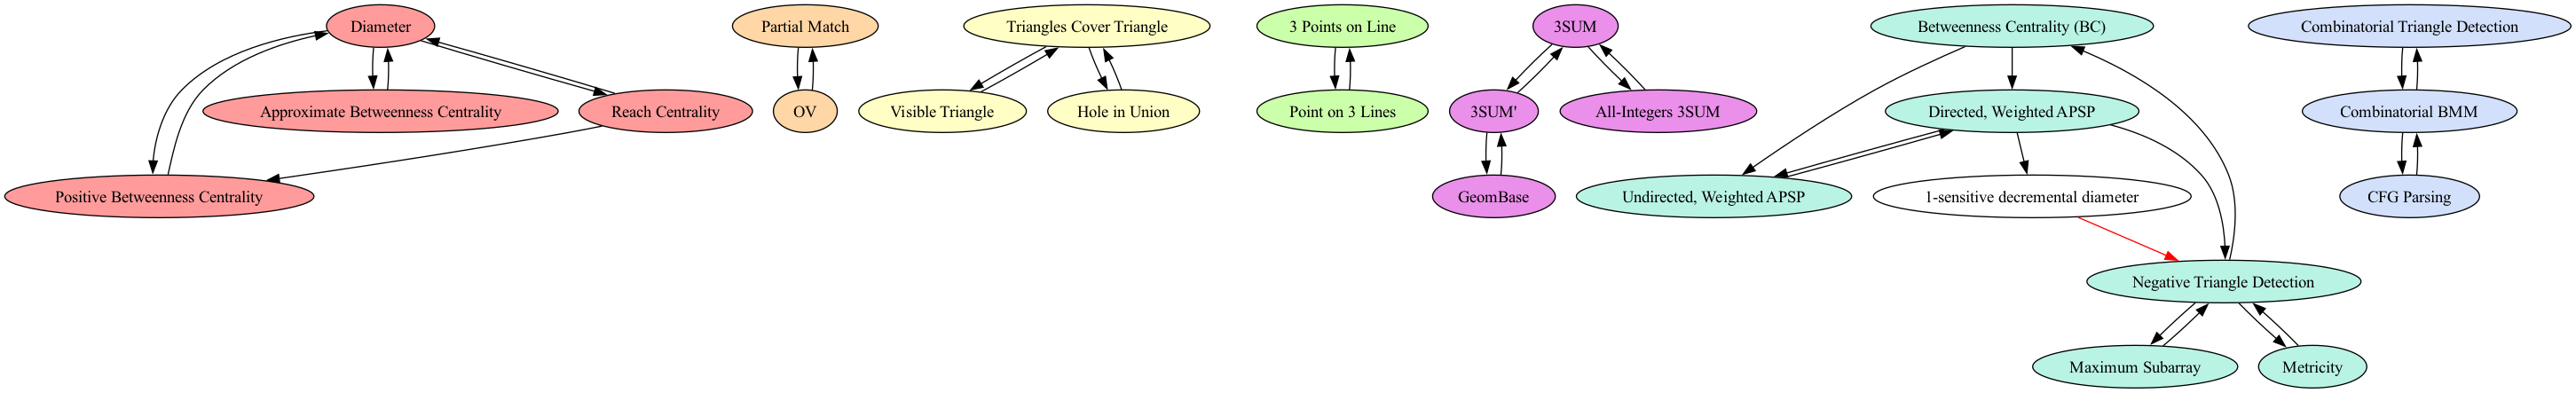 Diameter
Partial Match
Triangles Cover Triangle
3 Points on Line
3SUM
Betweenness Centrality (BC)
Combinatorial Triangle Detection
Approximate Betweenness Centrality
Reach Centrality
OV
Visible Triangle
Hole in Union
Point on 3 Lines
3SUM'
All-Integers 3SUM
Directed, Weighted APSP
Combinatorial BMM
Positive Betweenness Centrality
GeomBase
Undirected, Weighted APSP
1-sensitive decremental diameter
CFG Parsing
Negative Triangle Detection
Maximum Subarray
Metricity